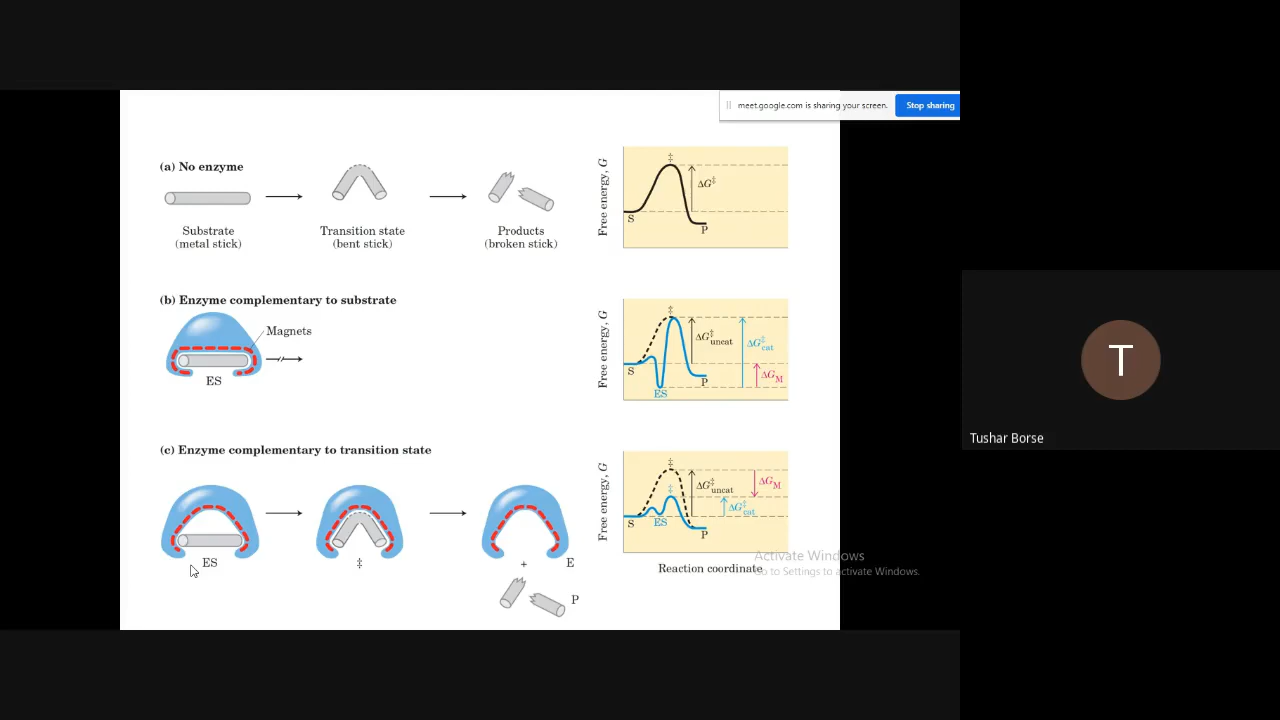 meet.google.com is sharing your screen.
Stop sharing
(a) No enzyme
Substrate
(metal stick)
Transition state
(bent stick)
Products
(broken stick)
Free energy, G
‡
ΔG‡
S
P
(b) Enzyme complementary to substrate
Magnets
ES
Free energy, G
‡
ΔG‡uncat
ΔG‡cat
ΔGM
S
P
ES
(c) Enzyme complementary to transition state
ES
‡
+
E
P
Free energy, G
‡
‡
ΔG‡uncat
ΔGM
ΔG‡cat
S
ES
P
Reaction coordinate
Activate Windows
Go to Settings to activate Windows.
T
Tushar Borse